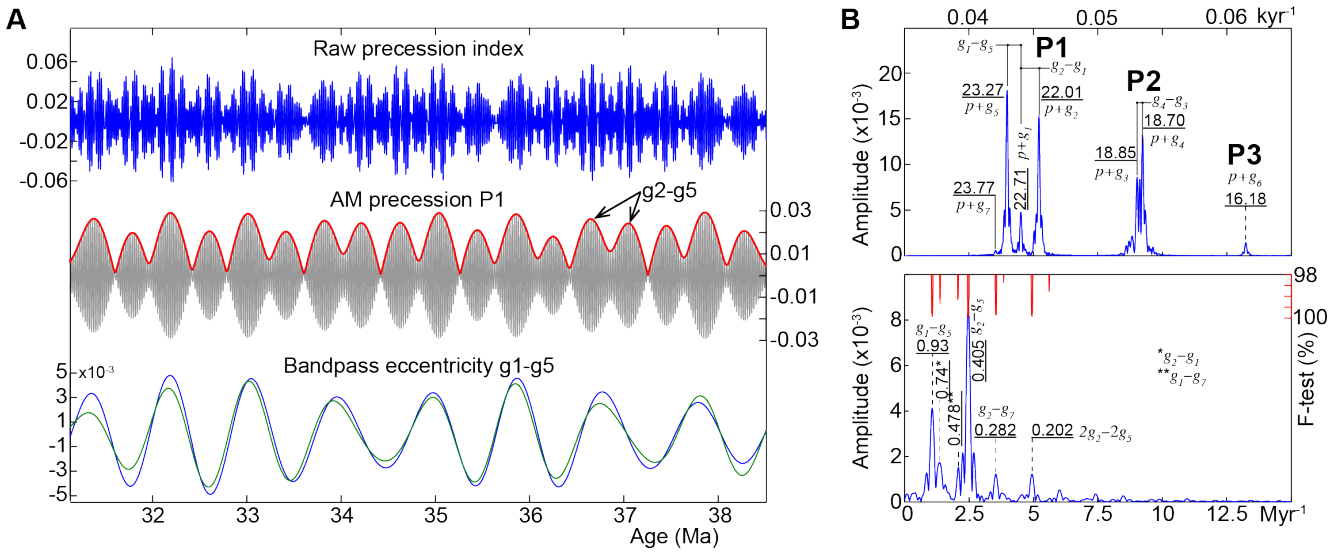 A
Raw precession index
0.06
0.02
-0.02
-0.06
AM precession P1
g2-g5
0.03
0.01
-0.01
-0.03
Bandpass eccentricity g1-g5
5 x10⁻³
3
1
-1
-3
-5
32 33 34 35 36 37 38
Age (Ma)
B
0.04 0.05 0.06 kyr⁻¹
Amplitude (x10⁻³)
20
15
10
5
0
g₁−g₅
P1
g₂−g₁
23.27
p+g₅
22.01
p+g₂
22.71 p+g₁
23.77
p+g₇
P2
g₄−g₃
18.70
p+g₄
18.85
p+g₃
P3
p+g₆
16.18
Amplitude (x10⁻³)
8
6
4
2
0
g₁−g₅
0.93
0.74*
0.478**
0.405 g₂−g₅
g₂−g₇
0.282
0.202 2g₂−2g₅
*g₂−g₁
**g₁−g₇
98
100
F-test (%)
0 2.5 5 7.5 10 12.5 Myr⁻¹